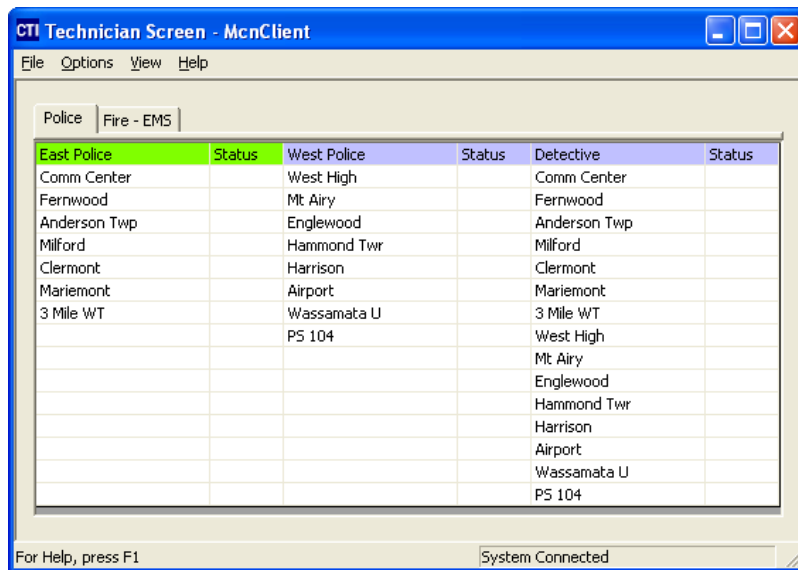 CTI Technician Screen - McnClient
File Options View Help
Police Fire - EMS
East Police Status West Police Status Detective Status
Comm Center West High Comm Center
Fernwood Mt Airy Fernwood
Anderson Twp Englewood Anderson Twp
Milford Hammond Twr Milford
Clermont Harrison Clermont
Mariemont Airport Mariemont
3 Mile WT Wassamata U 3 Mile WT
PS 104 West High
Mt Airy
Englewood
Hammond Twr
Harrison
Airport
Wassamata U
PS 104
For Help, press F1 System Connected